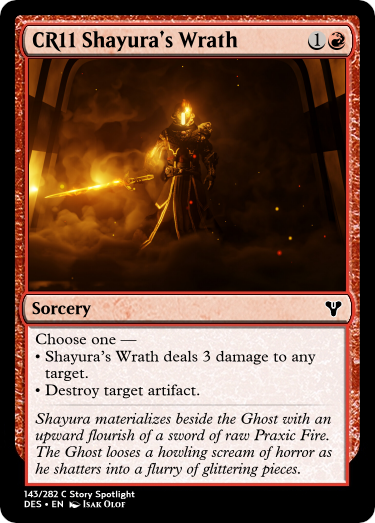 CR11 Shayura's Wrath 1
Sorcery
Choose one —
• Shayura's Wrath deals 3 damage to any
target.
• Destroy target artifact.
Shayura materializes beside the Ghost with an
upward flourish of a sword of raw Praxic Fire.
The Ghost looses a howling scream of horror as
he shatters into a flurry of glittering pieces.
143/282 C Story Spotlight
DES • EN Isak Olof